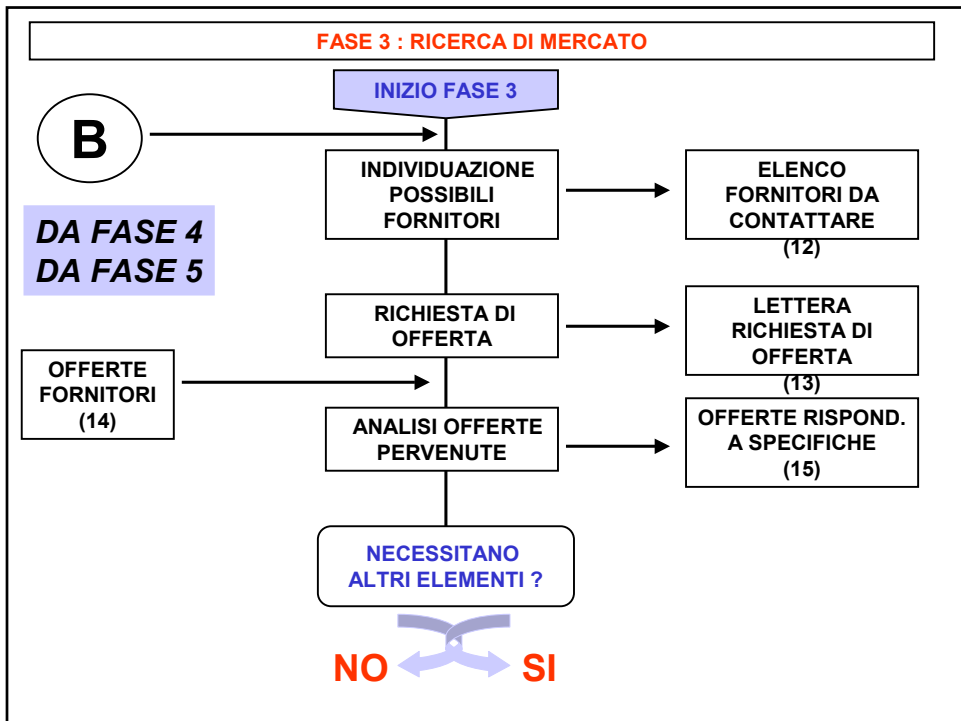 FASE 3 : RICERCA DI MERCATO
INIZIO FASE 3
B
DA FASE 4
DA FASE 5
INDIVIDUAZIONE
POSSIBILI
FORNITORI
ELENCO
FORNITORI DA
CONTATTARE
(12)
RICHIESTA DI
OFFERTA
LETTERA
RICHIESTA DI
OFFERTA
(13)
OFFERTE
FORNITORI
(14)
ANALISI OFFERTE
PERVENUTE
OFFERTE RISPOND.
A SPECIFICHE
(15)
NECESSITANO
ALTRI ELEMENTI ?
NO
SI